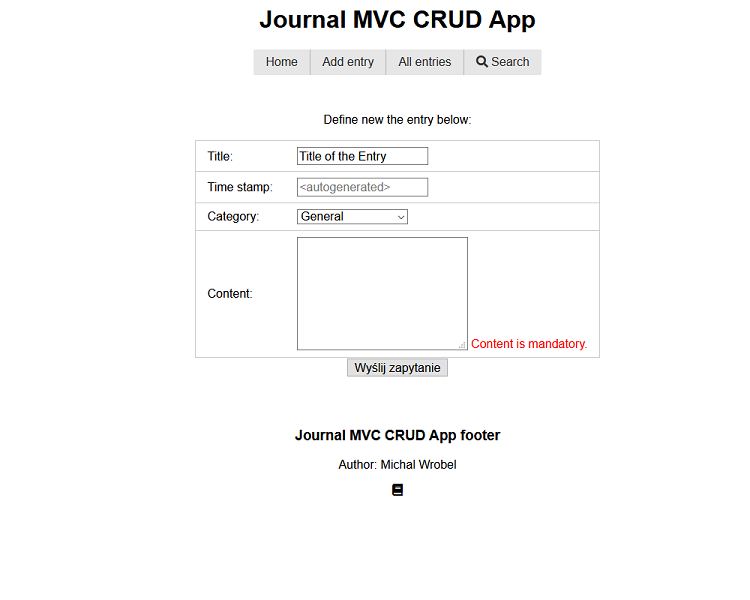 Journal MVC CRUD App
Home Add entry All entries Search
Define new the entry below:
Title: Title of the Entry
Time stamp: <autogenerated>
Category: General
Content:
Content is mandatory.
Wyślij zapytanie
Journal MVC CRUD App footer
Author: Michal Wrobel